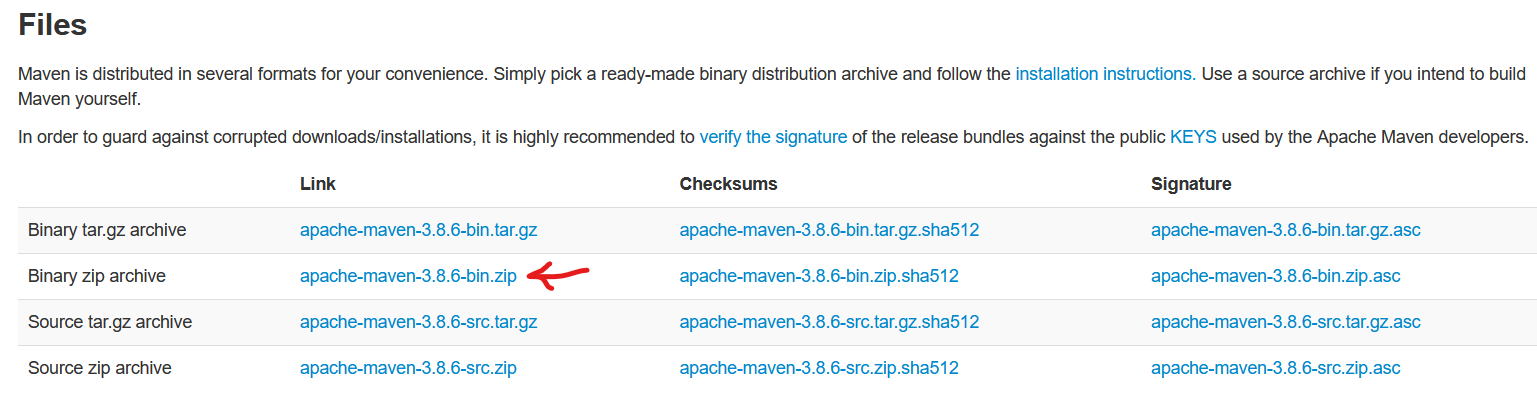 Files
Maven is distributed in several formats for your convenience. Simply pick a ready-made binary distribution archive and follow the installation instructions. Use a source archive if you intend to build
Maven yourself.
In order to guard against corrupted downloads/installations, it is highly recommended to verify the signature of the release bundles against the public KEYS used by the Apache Maven developers.
Link Checksums Signature
Binary tar.gz archive apache-maven-3.8.6-bin.tar.gz apache-maven-3.8.6-bin.tar.gz.sha512 apache-maven-3.8.6-bin.tar.gz.asc
Binary zip archive apache-maven-3.8.6-bin.zip apache-maven-3.8.6-bin.zip.sha512 apache-maven-3.8.6-bin.zip.asc
Source tar.gz archive apache-maven-3.8.6-src.tar.gz apache-maven-3.8.6-src.tar.gz.sha512 apache-maven-3.8.6-src.tar.gz.asc
Source zip archive apache-maven-3.8.6-src.zip apache-maven-3.8.6-src.zip.sha512 apache-maven-3.8.6-src.zip.asc